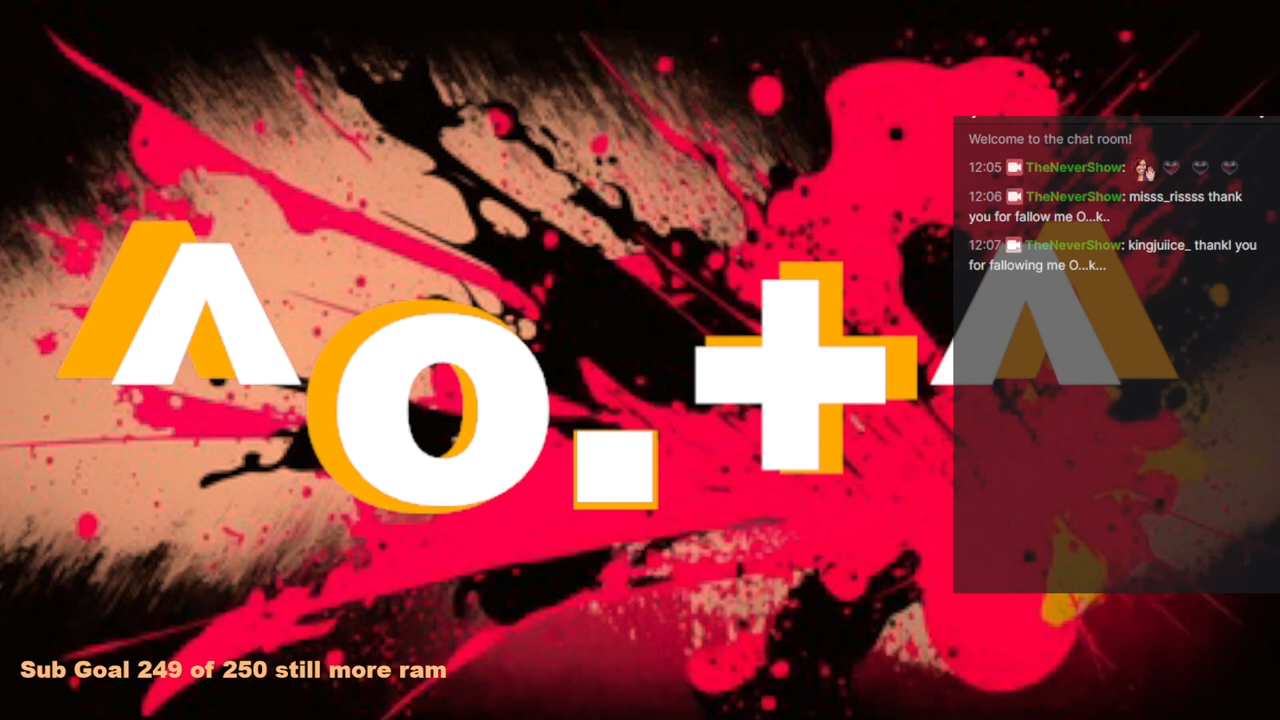 Welcome to the chat room!
12:05 TheNeverShow:
12:06 TheNeverShow: misss_rissss thank
you for fallow me O...k..
12:07 TheNeverShow: kingjuiice_ thankl you
for fallowing me O...k...
^o.+^
Sub Goal 249 of 250 still more ram